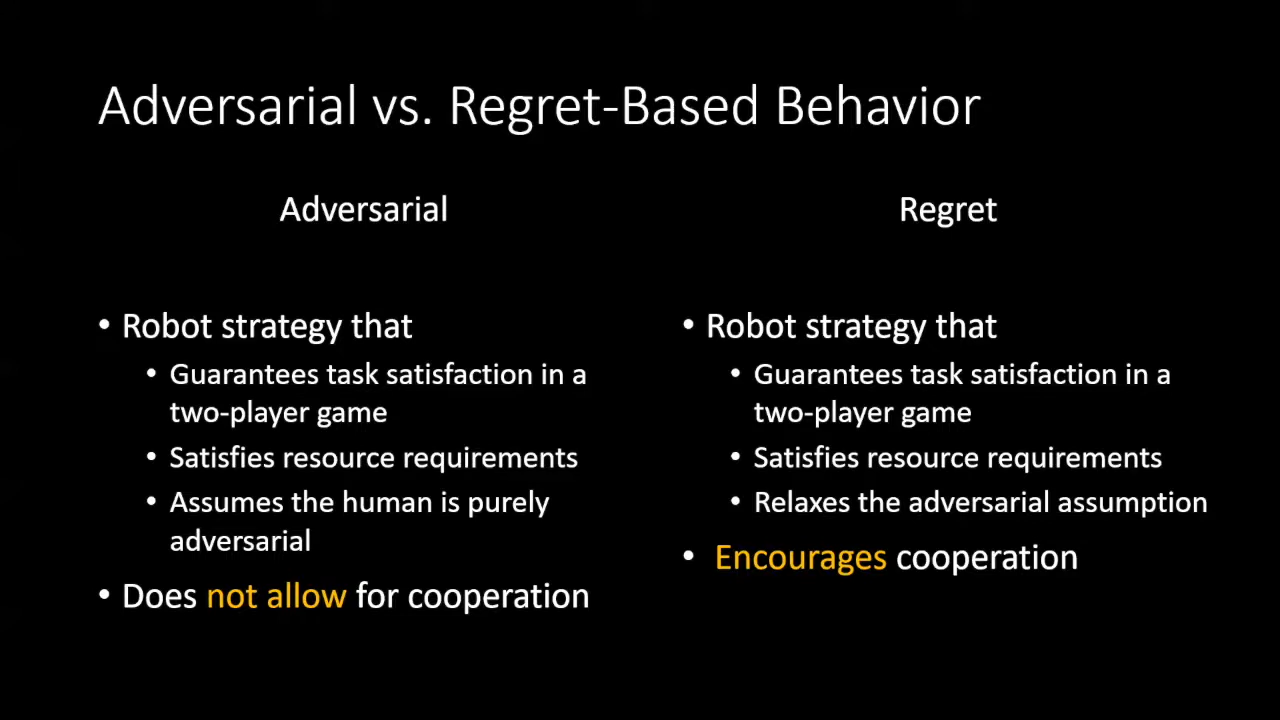 Adversarial vs. Regret-Based Behavior
Adversarial
• Robot strategy that
• Guarantees task satisfaction in a
two-player game
• Satisfies resource requirements
• Assumes the human is purely
adversarial
• Does not allow for cooperation
Regret
• Robot strategy that
• Guarantees task satisfaction in a
two-player game
• Satisfies resource requirements
• Relaxes the adversarial assumption
• Encourages cooperation